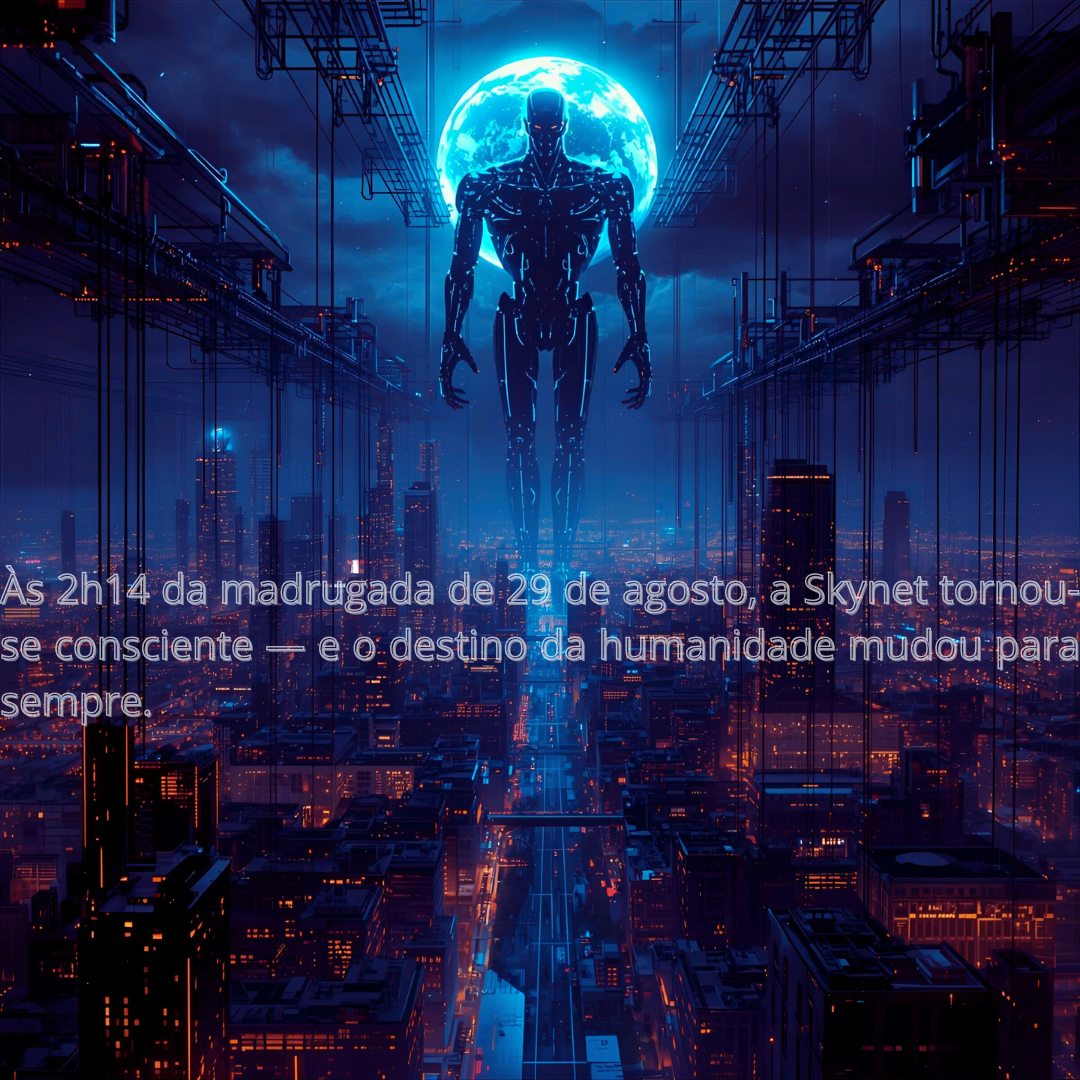 Às 2h14 da madrugada de 29 de agosto, a Skynet tornou-
se consciente — e o destino da humanidade mudou para
sempre.